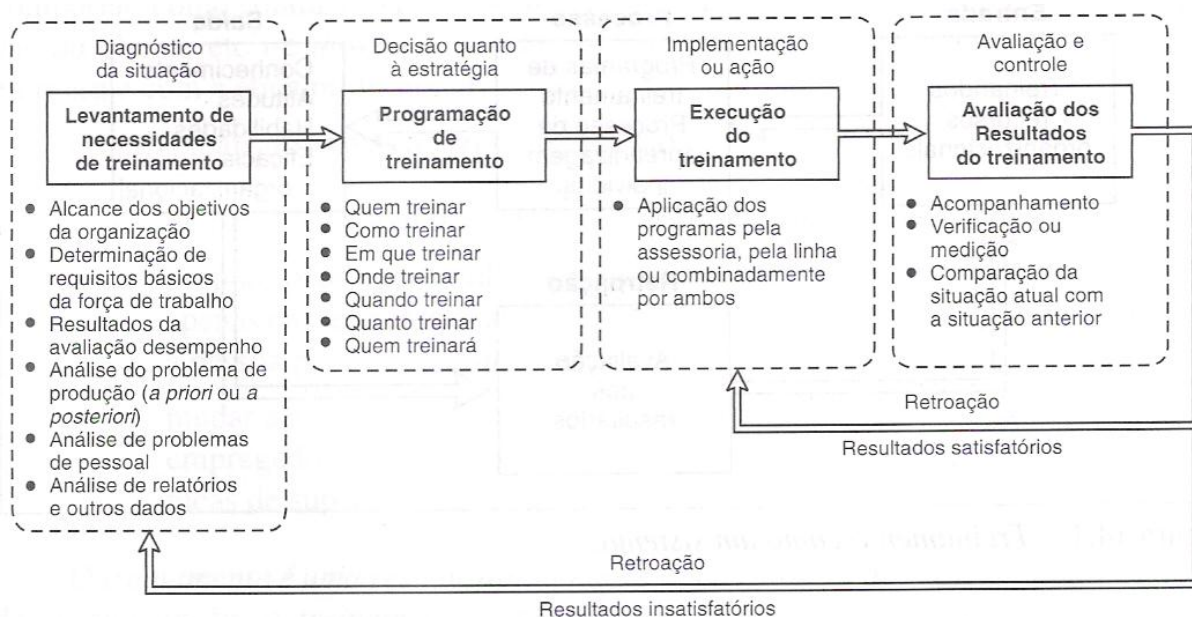 Diagnóstico
da situação
Levantamento de
necessidades
de treinamento
• Alcance dos objetivos
da organização
• Determinação de
requisitos básicos
da força de trabalho
• Resultados da
avaliação desempenho
• Análise do problema de
produção (a priori ou a
posteriori)
• Análise de problemas
de pessoal
• Análise de relatórios
e outros dados
Decisão quanto
à estratégia
Programação
de
treinamento
• Quem treinar
• Como treinar
• Em que treinar
• Onde treinar
• Quando treinar
• Quanto treinar
• Quem treinará
Implementação
ou ação
Execução
do
treinamento
• Aplicação dos
programas pela
assessoria, pela linha
ou combinadamente
por ambos
Avaliação e
controle
Avaliação dos
Resultados
do treinamento
• Acompanhamento
• Verificação ou
medição
• Comparação da
situação atual com
a situação anterior
Retroação
Resultados satisfatórios
Retroação
Resultados insatisfatórios